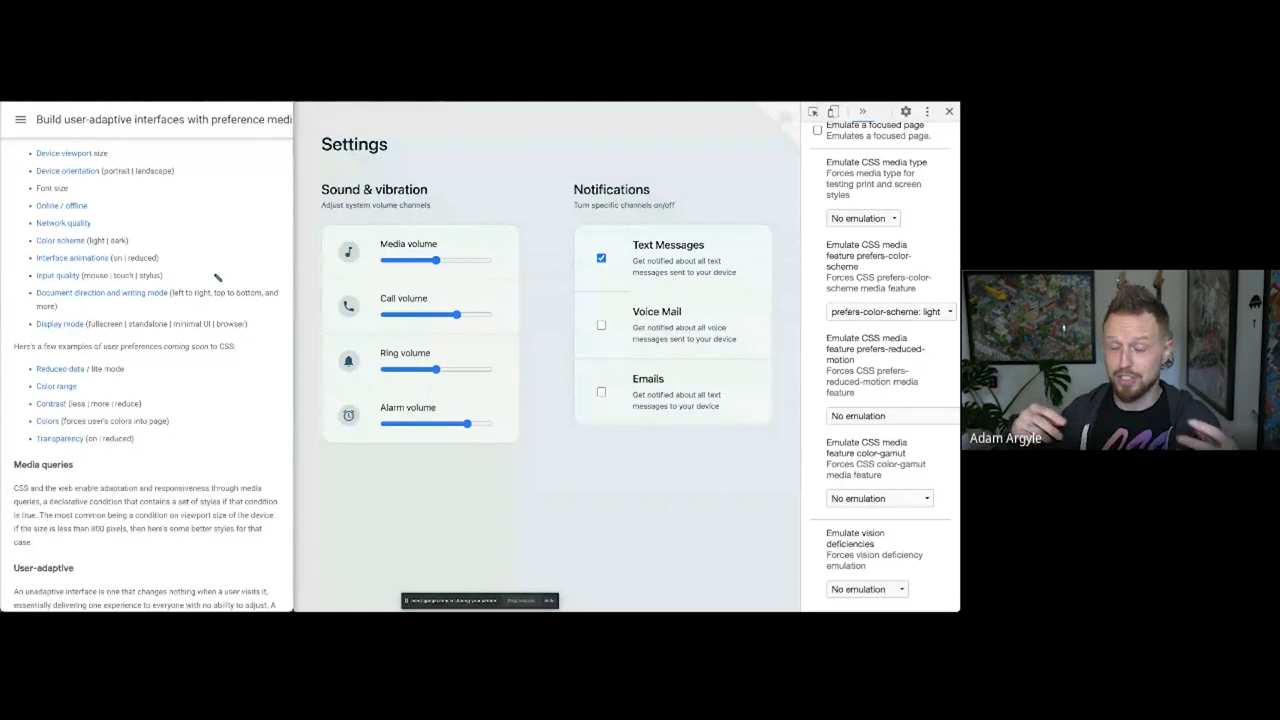 Build user-adaptive interfaces with preference medi
Device viewport size
Device orientation (portrait | landscape)
Font size
Online / offline
Network quality
Color scheme (light | dark)
Interface animations (on | reduced)
Input quality (mouse | touch | stylus)
Document direction and writing mode (left to right, top to bottom, and
more)
Display mode (fullscreen | standalone | minimal UI | browser)
Here's a few examples of user preferences coming soon to CSS:
Reduced data / lite mode
Color range
Contrast (less | more | reduce)
Colors (forces user's colors into page)
Transparency (on | reduced)
Media queries
CSS and the web enable adaptation and responsiveness through media
queries, a declarative condition that contains a set of styles if that condition
is true. The most common being a condition on viewport size of the device:
if the size is less than 800 pixels, then here's some better styles for that
case.
User-adaptive
An unadaptive interface is one that changes nothing when a user visits it,
essentially delivering one experience to everyone with no ability to adjust. A
Settings
Sound & vibration
Adjust system volume channels
Media volume
Call volume
Ring volume
Alarm volume
Notifications
Turn specific channels on/off
Text Messages
Get notified about all text
messages sent to your device
Voice Mail
Get notified about all voice
messages sent to your device
Emails
Get notified about all text
messages to your device
Emulate a focused page
Emulates a focused page.
Emulate CSS media type
Forces media type for
testing print and screen
styles
No emulation
Emulate CSS media
feature prefers-color-
scheme
Forces CSS prefers-color-
scheme media feature
prefers-color-scheme: light
Emulate CSS media
feature prefers-reduced-
motion
Forces CSS prefers-
reduced-motion media
feature
No emulation
Emulate CSS media
feature color-gamut
Forces CSS color-gamut
media feature
No emulation
Emulate vision
deficiencies
Forces vision deficiency
emulation
No emulation
Adam Argyle